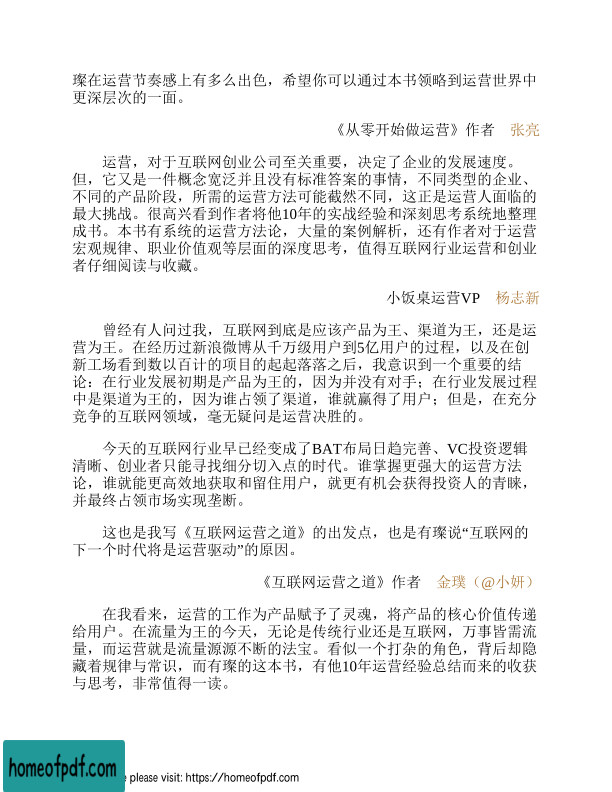 璨在运营节奏感上有多么出色，希望你可以通过本书领略到运营世界中
更深层次的一面。
《从零开始做运营》作者　张亮
运营，对于互联网创业公司至关重要，决定了企业的发展速度。
但，它又是一件概念宽泛并且没有标准答案的事情，不同类型的企业、
不同的产品阶段，所需的运营方法可能截然不同，这正是运营人面临的
最大挑战。很高兴看到作者将他10年的实战经验和深刻思考系统地整理
成书。本书有系统的运营方法论，大量的案例解析，还有作者对于运营
宏观规律、职业价值观等层面的深度思考，值得互联网行业运营和创业
者仔细阅读与收藏。
小饭桌运营VP　杨志新
曾经有人问过我，互联网到底是应该产品为王、渠道为王，还是运
营为王。在经历过新浪微博从千万级用户到5亿用户的过程，以及在创
新工场看到数以百计的项目的起起落落之后，我意识到一个重要的结
论：在行业发展初期是产品为王的，因为并没有对手；在行业发展过程
中是渠道为王的，因为谁占领了渠道，谁就赢得了用户；但是，在充分
竞争的互联网领域，毫无疑问是运营决胜的。
今天的互联网行业早已经变成了BAT布局日趋完善、VC投资逻辑
清晰、创业者只能寻找细分切入点的时代。谁掌握更强大的运营方法
论，谁就能更高效地获取和留住用户，就更有机会获得投资人的青睐，
并最终占领市场实现垄断。
这也是我写《互联网运营之道》的出发点，也是有璨说“互联网的
下一个时代将是运营驱动”的原因。
《互联网运营之道》作者　金璞（@小妍）
在我看来，运营的工作为产品赋予了灵魂，将产品的核心价值传递
给用户。在流量为王的今天，无论是传统行业还是互联网，万事皆需流
量，而运营就是流量源源不断的法宝。看似一个打杂的角色，背后却隐
藏着规律与常识，而有璨的这本书，有他10年运营经验总结而来的收获
与思考，非常值得一读。
homeofpdf.com
e please visit: https://homeofpdf.com